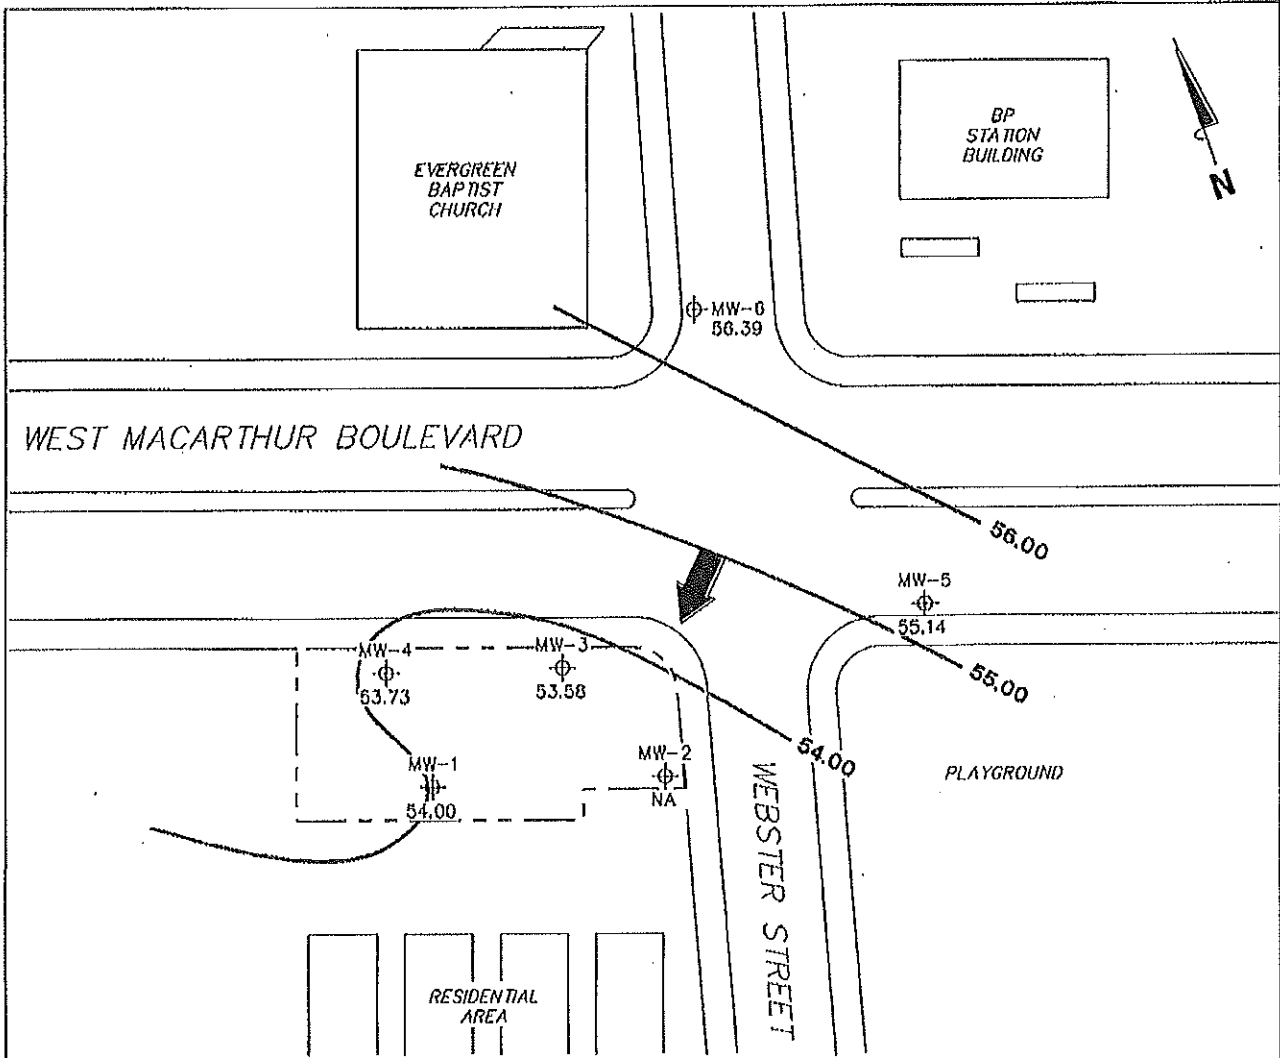 EVERGREEN
BAPTIST
CHURCH
BP
STATION
BUILDING
N
MW-6
56.39
WEST MACARTHUR BOULEVARD
56.00
MW-5
55.14
55.00
MW-4
53.73
MW-3
53.58
54.00
MW-1
54.00
MW-2
NA
PLAYGROUND
WEBSTER STREET
RESIDENTIAL
AREA